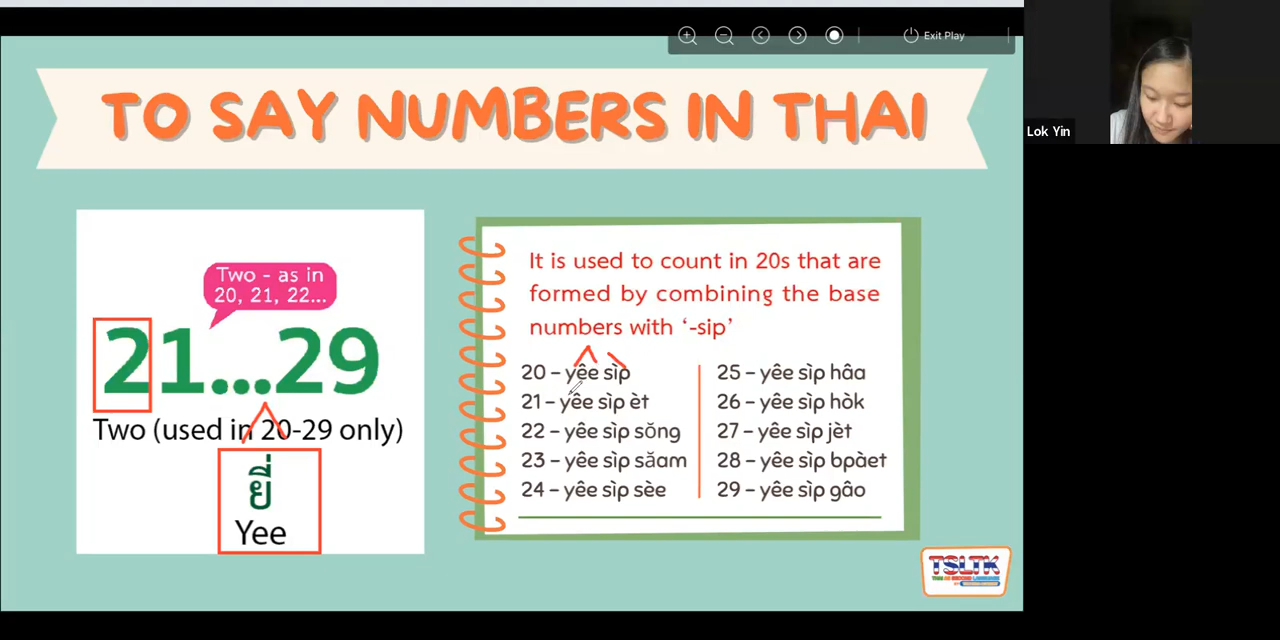 Exit Play
Lok Yin
TO SAY NUMBERS IN THAI
Two - as in
20, 21, 22...
21...29
Two (used in 20-29 only)
ยี่
Yee
It is used to count in 20s that are
formed by combining the base
numbers with ‘-sip’
20 – yêe sìp
21 – yêe sìp èt
22 – yêe sìp sŏng
23 – yêe sìp săam
24 – yêe sìp sèe
25 – yêe sìp hâa
26 – yêe sìp hòk
27 – yêe sìp jèt
28 – yêe sìp bpàet
29 – yêe sìp gâo
TSLTK
THAI AS SECOND LANGUAGE